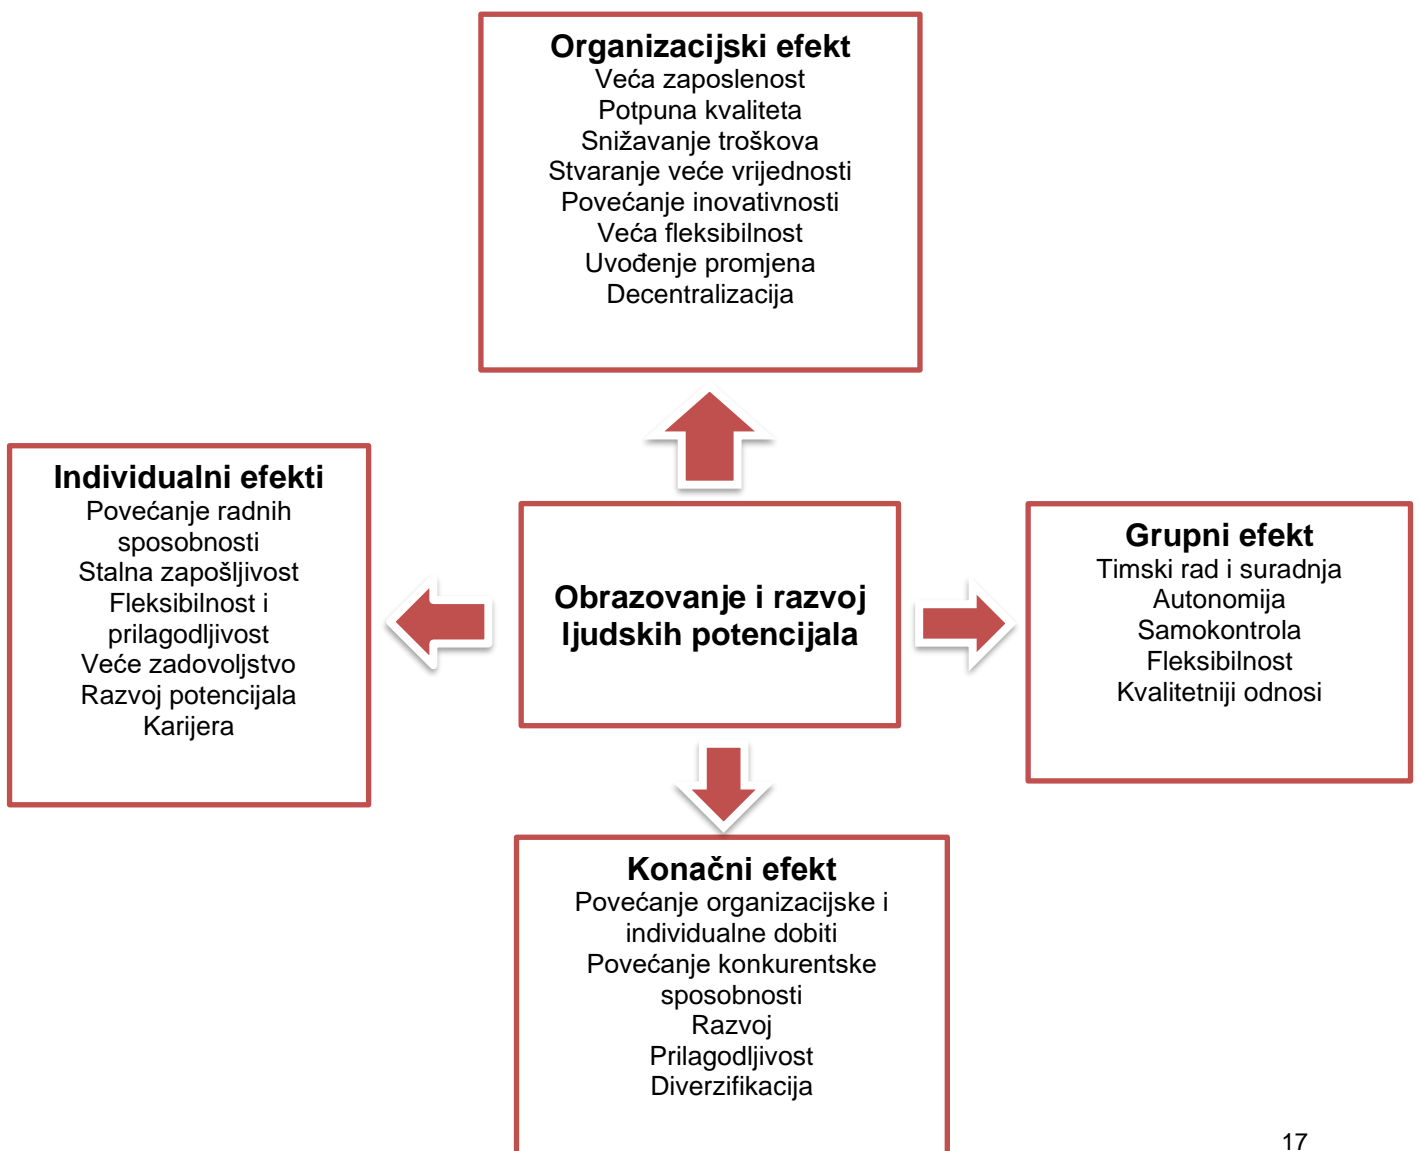 Organizacijski efekt
Veća zaposlenost
Potpuna kvaliteta
Snižavanje troškova
Stvaranje veće vrijednosti
Povećanje inovativnosti
Veća fleksibilnost
Uvođenje promjena
Decentralizacija
Individualni efekti
Povećanje radnih
sposobnosti
Stalna zapošljivost
Fleksibilnost i
prilagodljivost
Veće zadovoljstvo
Razvoj potencijala
Karijera
Obrazovanje i razvoj
ljudskih potencijala
Grupni efekt
Timski rad i suradnja
Autonomija
Samokontrola
Fleksibilnost
Kvalitetniji odnosi
Konačni efekt
Povećanje organizacijske i
individualne dobiti
Povećanje konkurentske
sposobnosti
Razvoj
Prilagodljivost
Diverzifikacija
17